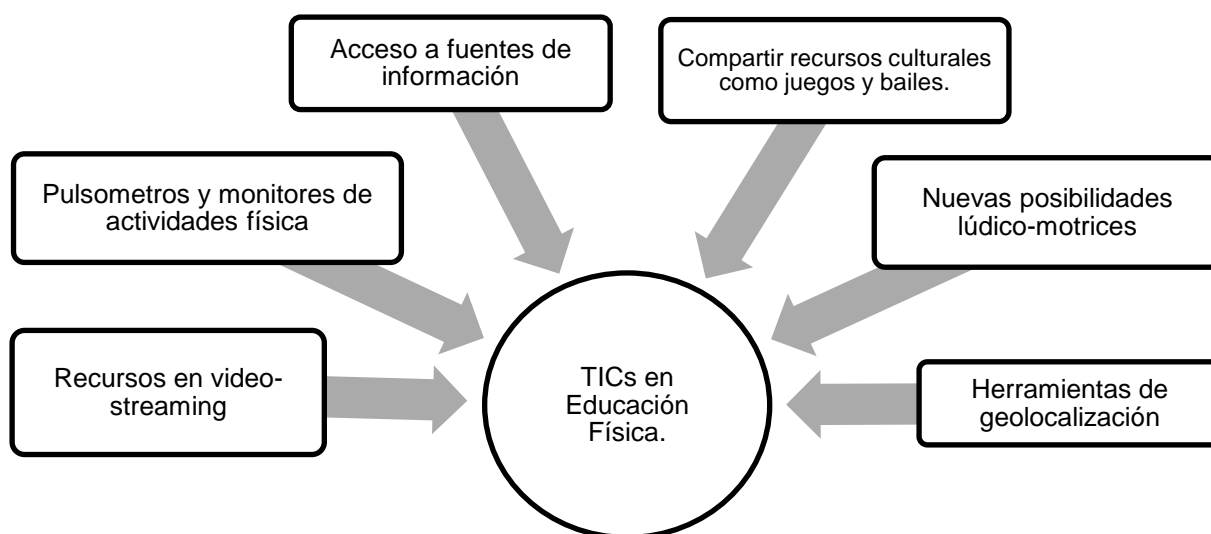 Acceso a fuentes de
información
Compartir recursos culturales
como juegos y bailes.
Pulsometros y monitores de
actividades física
Nuevas posibilidades
lúdico-motrices
Recursos en video-
streaming
TICs en
Educación
Física.
Herramientas de
geolocalización